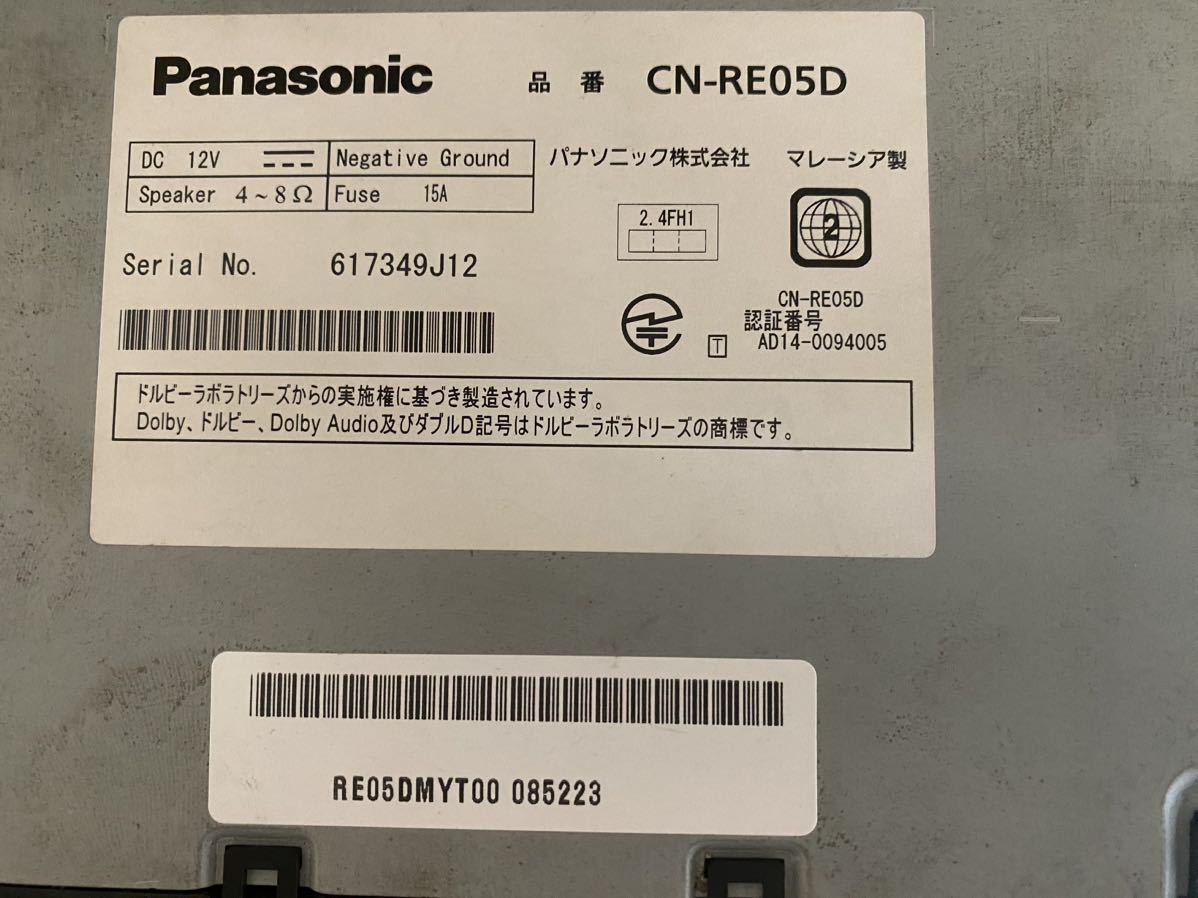 Panasonic 品番 CN-RE05D
DC 12V Negative Ground
Speaker 4~8Ω Fuse 15A
パナソニック株式会社 マレーシア製
2.4FH1
2
Serial No. 617349J12
CN-RE05D
認証番号
T AD14-0094005
ドルビーラボラトリーズからの実施権に基づき製造されています。
Dolby、ドルビー、Dolby Audio及びダブルD記号はドルビーラボラトリーズの商標です。
RE05DMYT00 085223